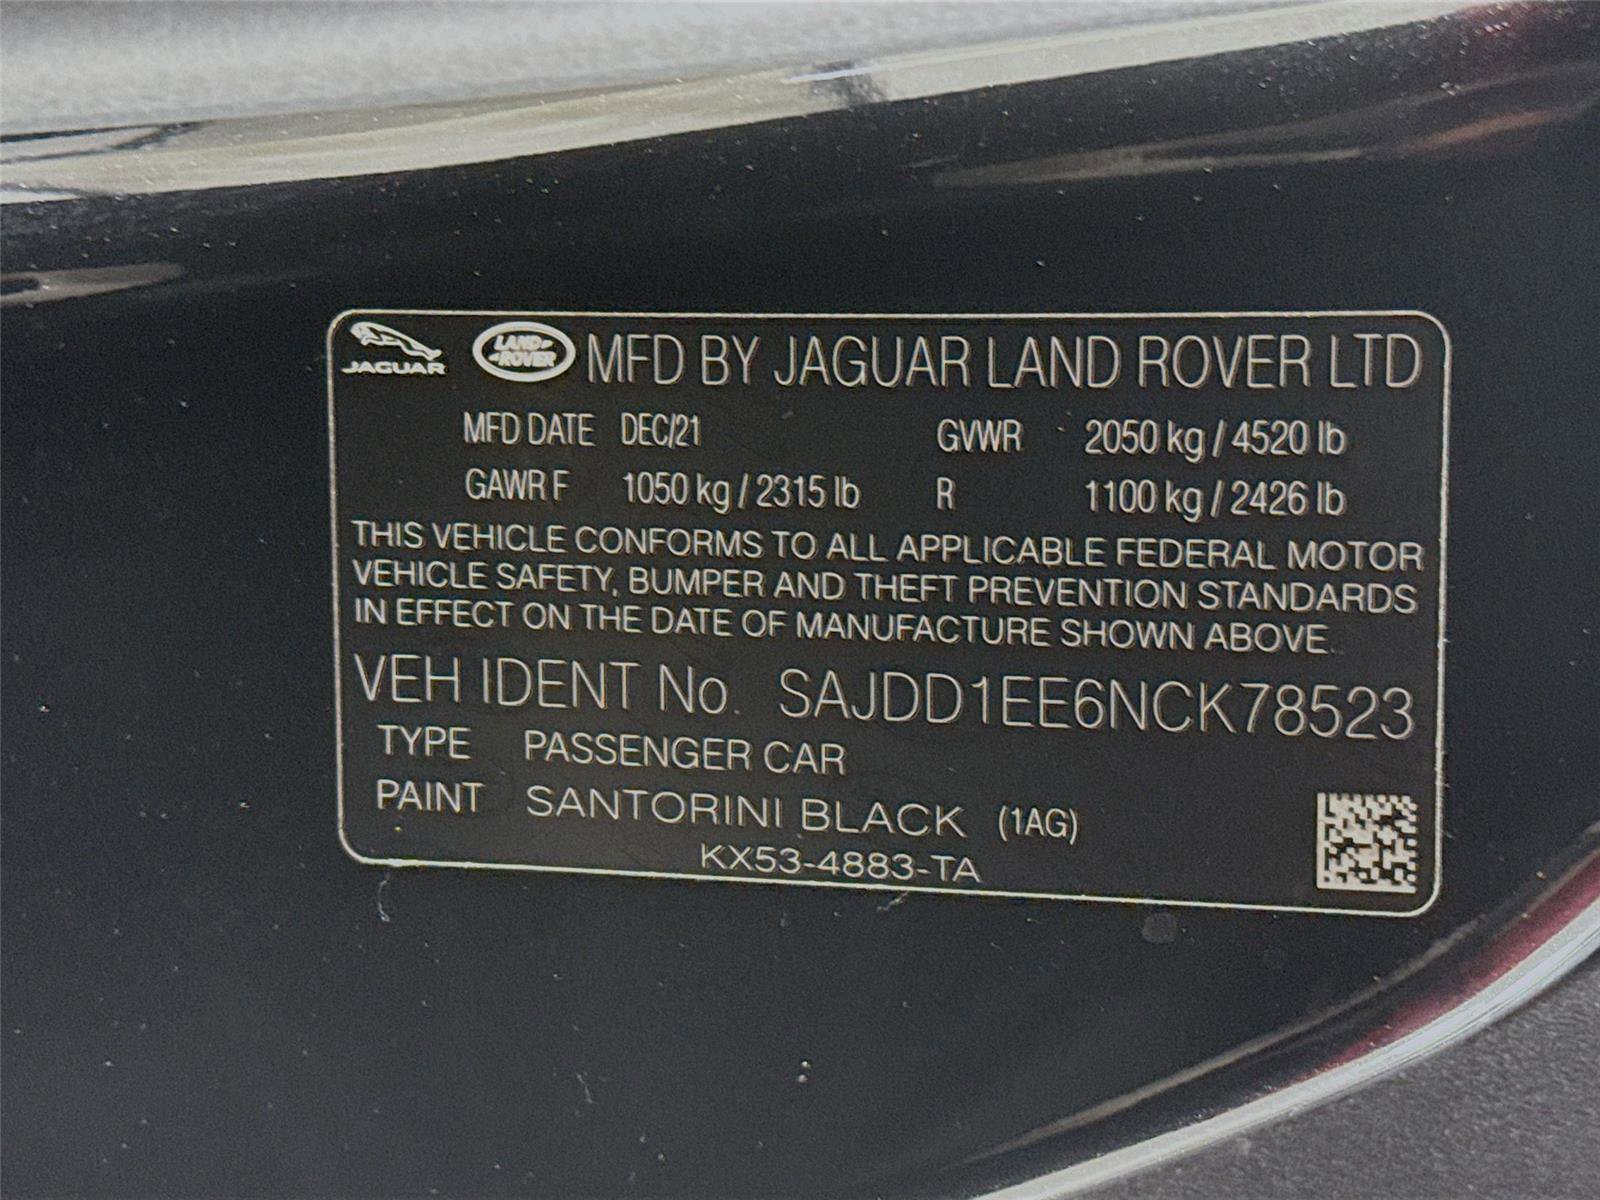 JAGUAR LAND ROVER MFD BY JAGUAR LAND ROVER LTD
MFD DATE DEC/21 GVWR 2050 kg / 4520 lb
GAWR F 1050 kg / 2315 lb R 1100 kg / 2426 lb
THIS VEHICLE CONFORMS TO ALL APPLICABLE FEDERAL MOTOR
VEHICLE SAFETY, BUMPER AND THEFT PREVENTION STANDARDS
IN EFFECT ON THE DATE OF MANUFACTURE SHOWN ABOVE.
VEH IDENT No. SAJDD1EE6NCK78523
TYPE PASSENGER CAR
PAINT SANTORINI BLACK (1AG)
KX53-4883-TA